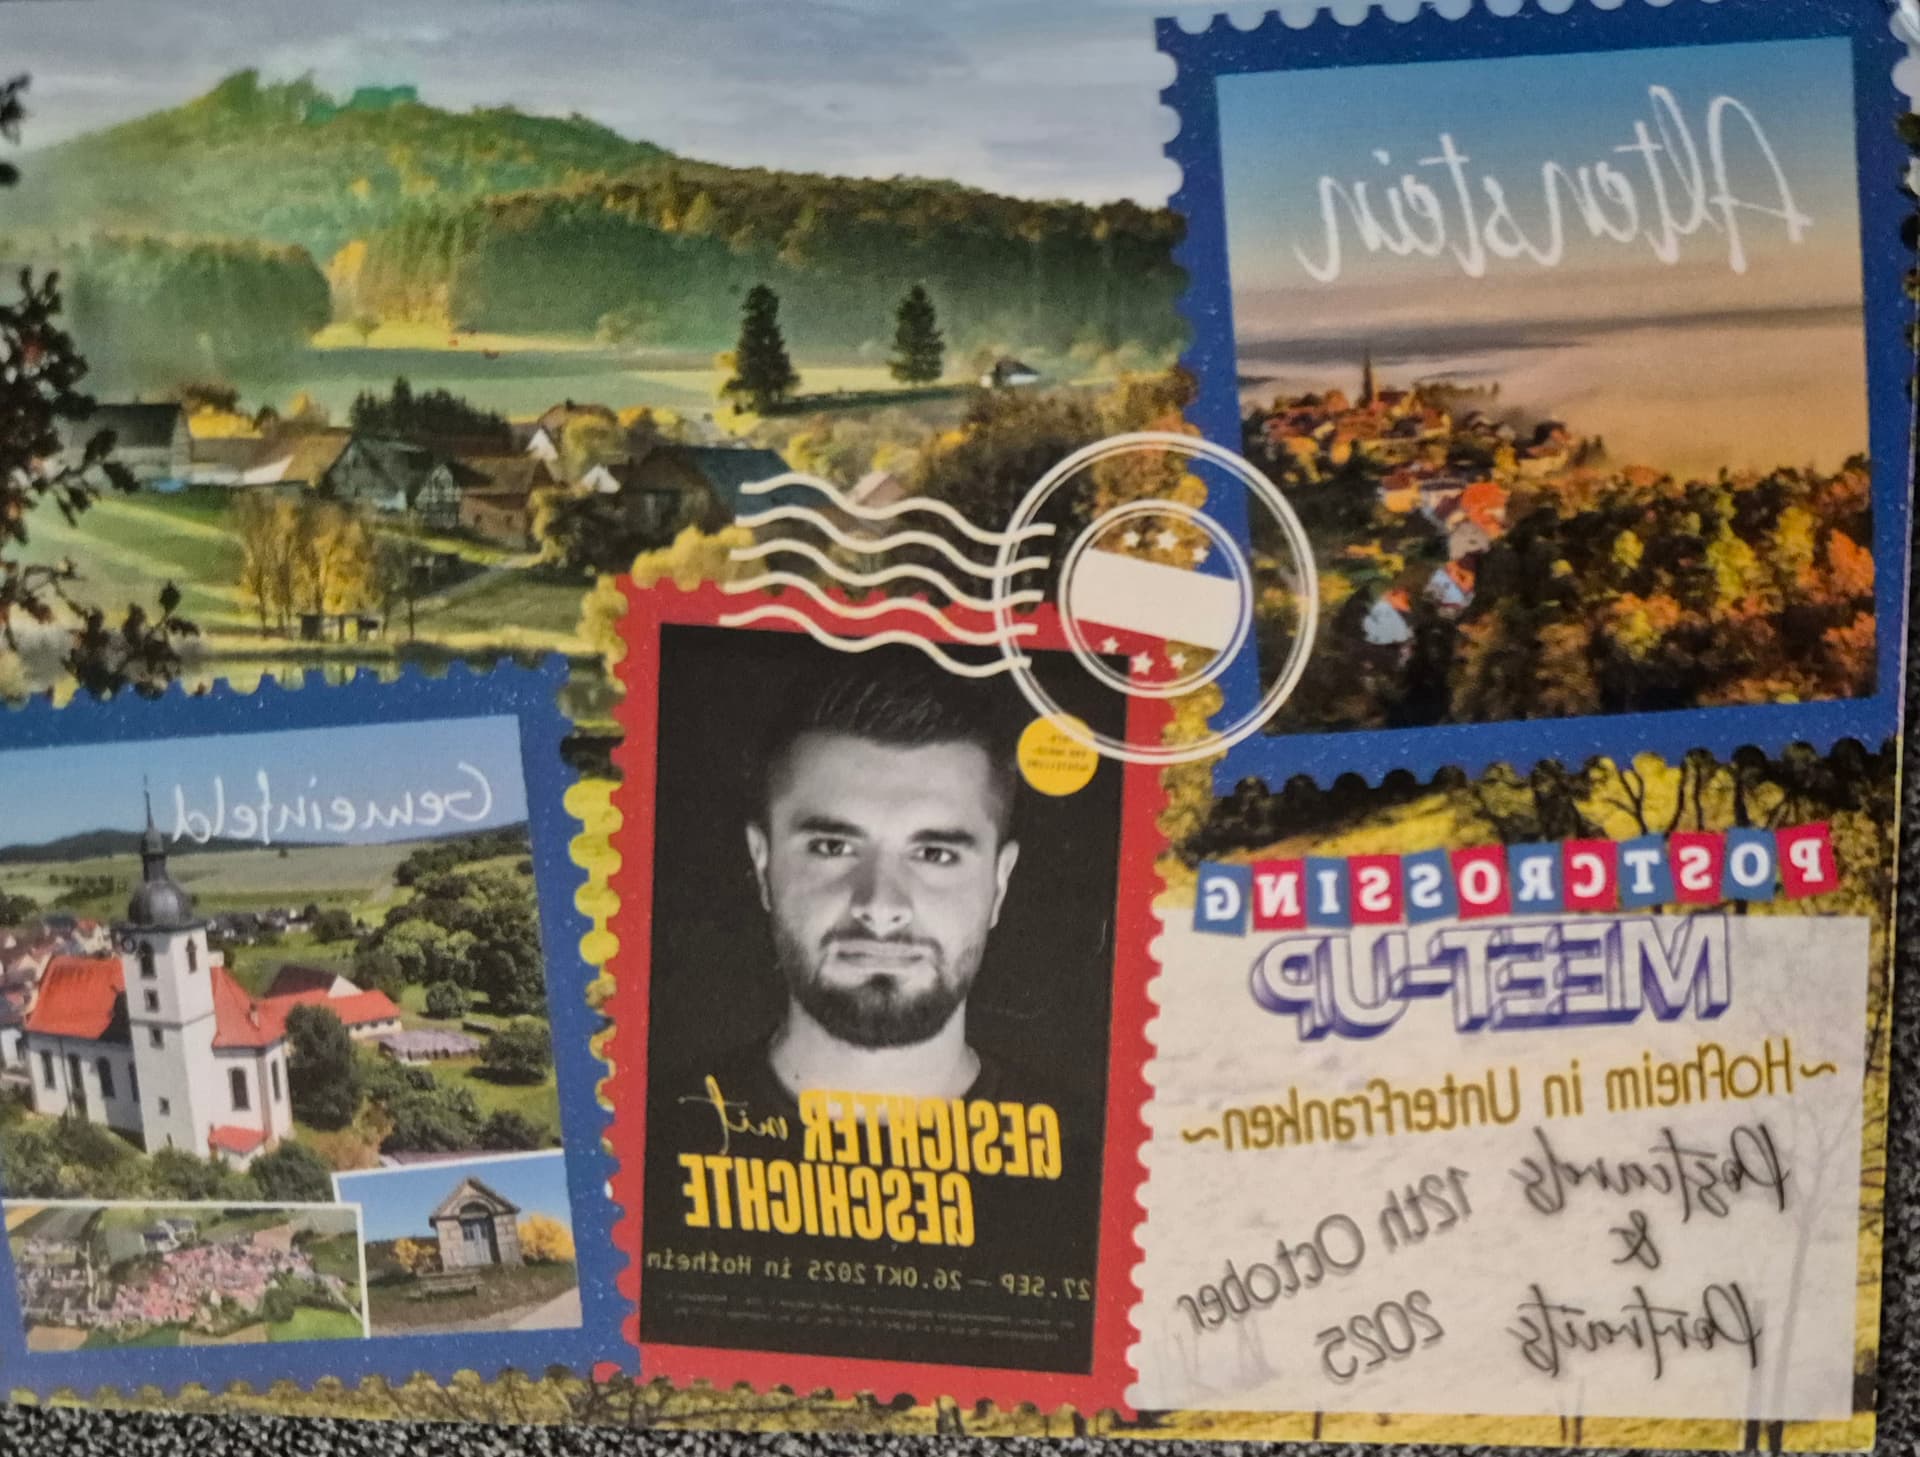 Altenstein
Gemeinfeld
POSTCROSSING
MEET-UP
~Hofheim in Unterfranken~
Postcards 12th October
&
Portraits 2025
GESICHTER mit
GESCHICHTE
27.SEP – 26.OKT 2025 in Hofheim